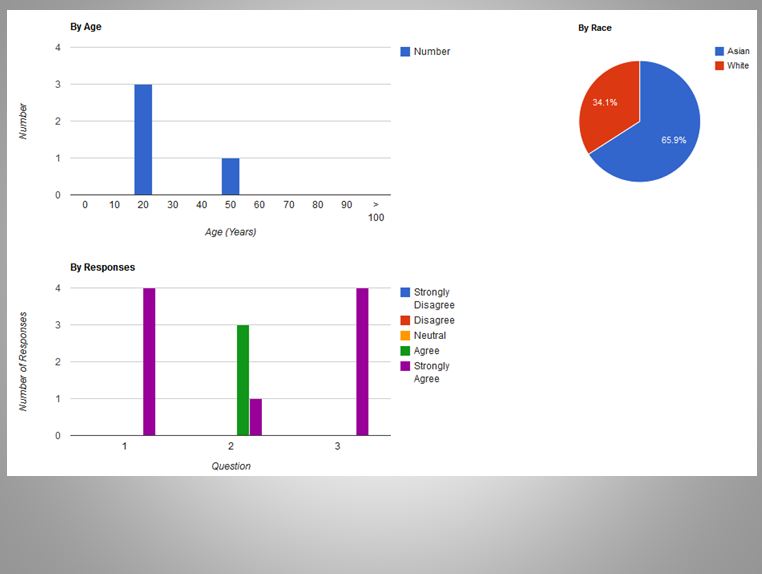 By Age
4
3
2
1
0
Number
0 10 20 30 40 50 60 70 80 90 >
100
Age (Years)
Number
By Race
34.1%
65.9%
Asian
White
By Responses
4
3
2
1
0
Number of Responses
1 2 3
Question
Strongly
Disagree
Disagree
Neutral
Agree
Strongly
Agree